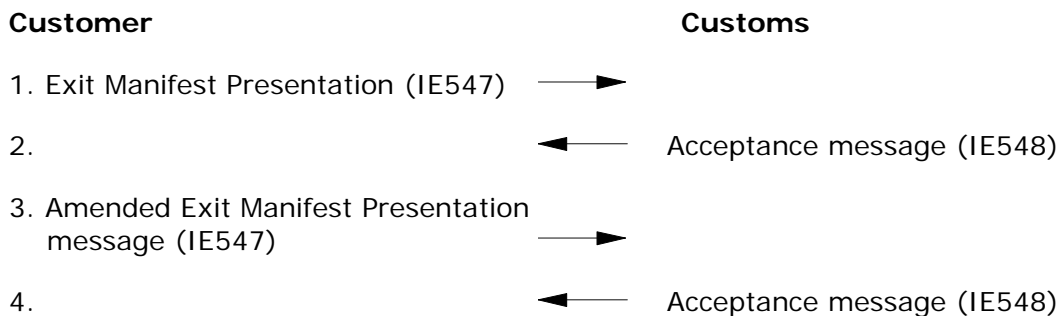 Customer Customs
1. Exit Manifest Presentation (IE547)
2. Acceptance message (IE548)
3. Amended Exit Manifest Presentation
message (IE547)
4. Acceptance message (IE548)